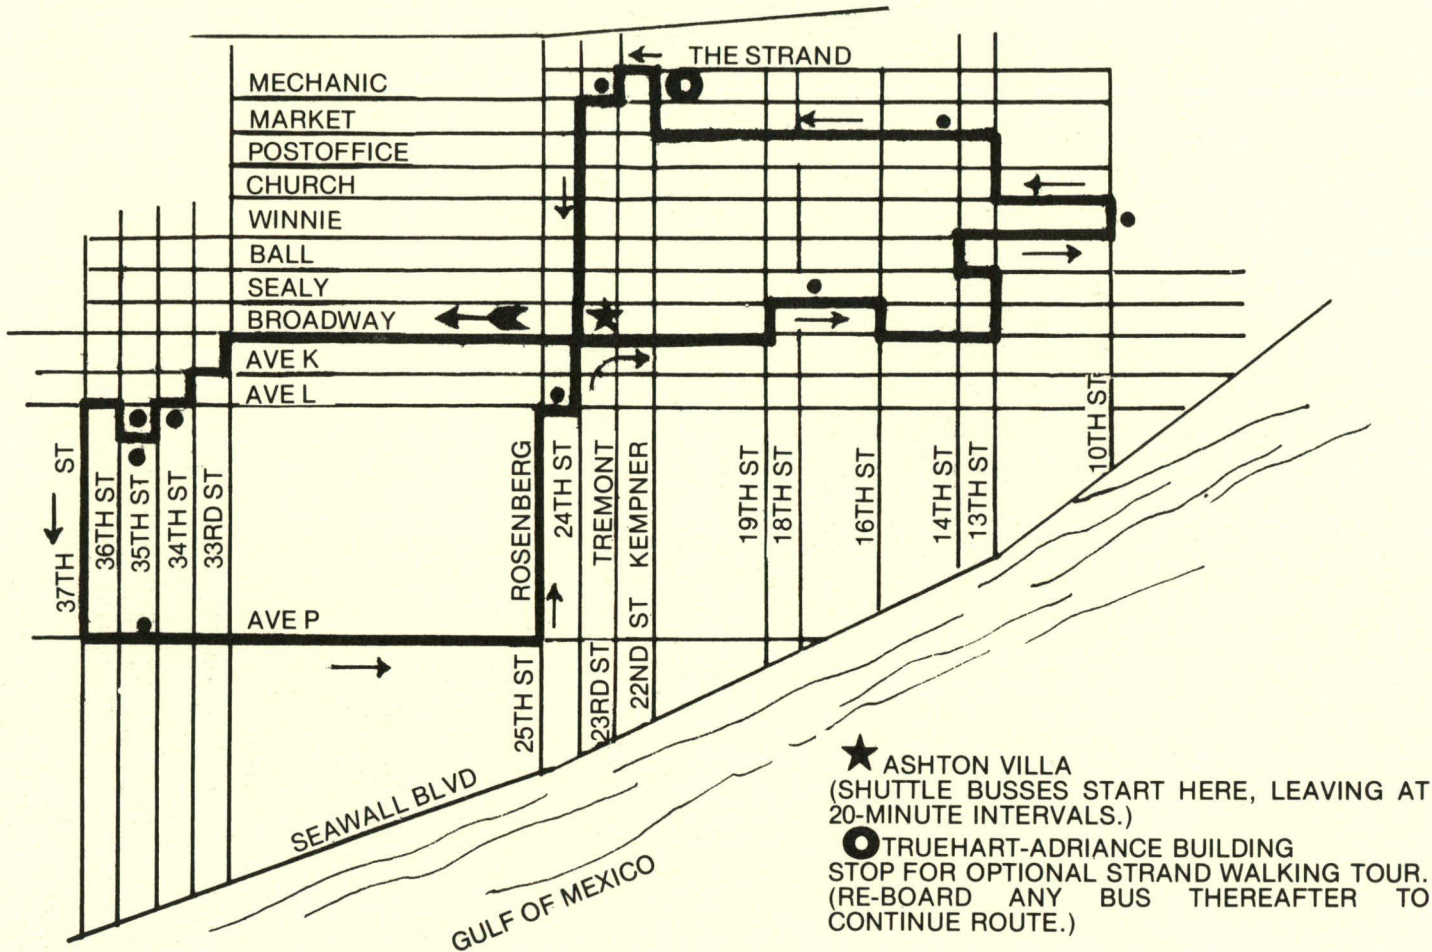 THE STRAND
MECHANIC
MARKET
POSTOFFICE
CHURCH
WINNIE
BALL
SEALY
BROADWAY
AVE K
AVE L
37TH ST
36TH ST
35TH ST
34TH ST
33RD ST
ROSENBERG
25TH ST
24TH ST
TREMONT
23RD ST
KEMPNER
22ND ST
19TH ST
18TH ST
16TH ST
14TH ST
13TH ST
10TH ST
AVE P
SEAWALL BLVD
GULF OF MEXICO
ASHTON VILLA
(SHUTTLE BUSSES START HERE, LEAVING AT
20-MINUTE INTERVALS.)
TRUEHART-ADRIANCE BUILDING
STOP FOR OPTIONAL STRAND WALKING TOUR.
(RE-BOARD ANY BUS THEREAFTER TO
CONTINUE ROUTE.)